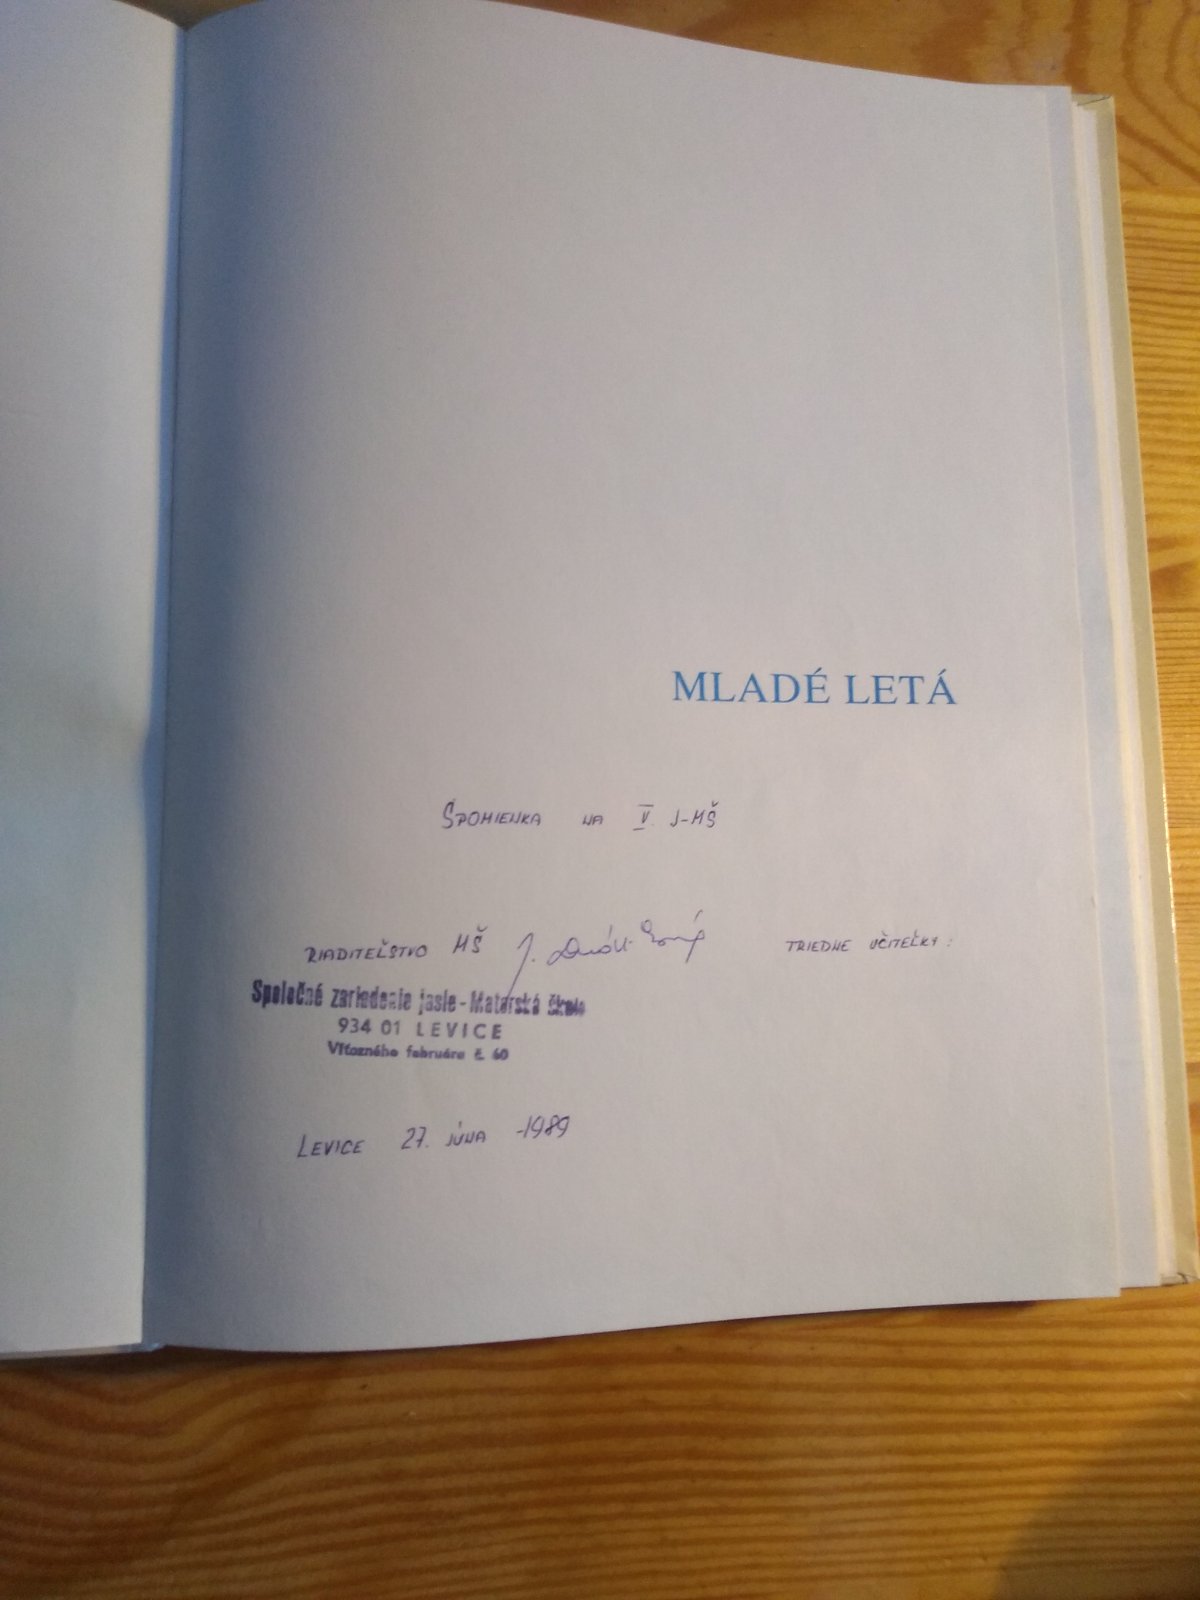 MLADÉ LETÁ
SPOMIENKA NA V. J-MŠ
RIADITEĽSTVO MŠ J. TRIEDNE UČITEĽKY:
Spoločné zariadenie jasle-Materská škola
934 01 LEVICE
Víťazného februára č. 60
LEVICE 27. JÚNA -1989